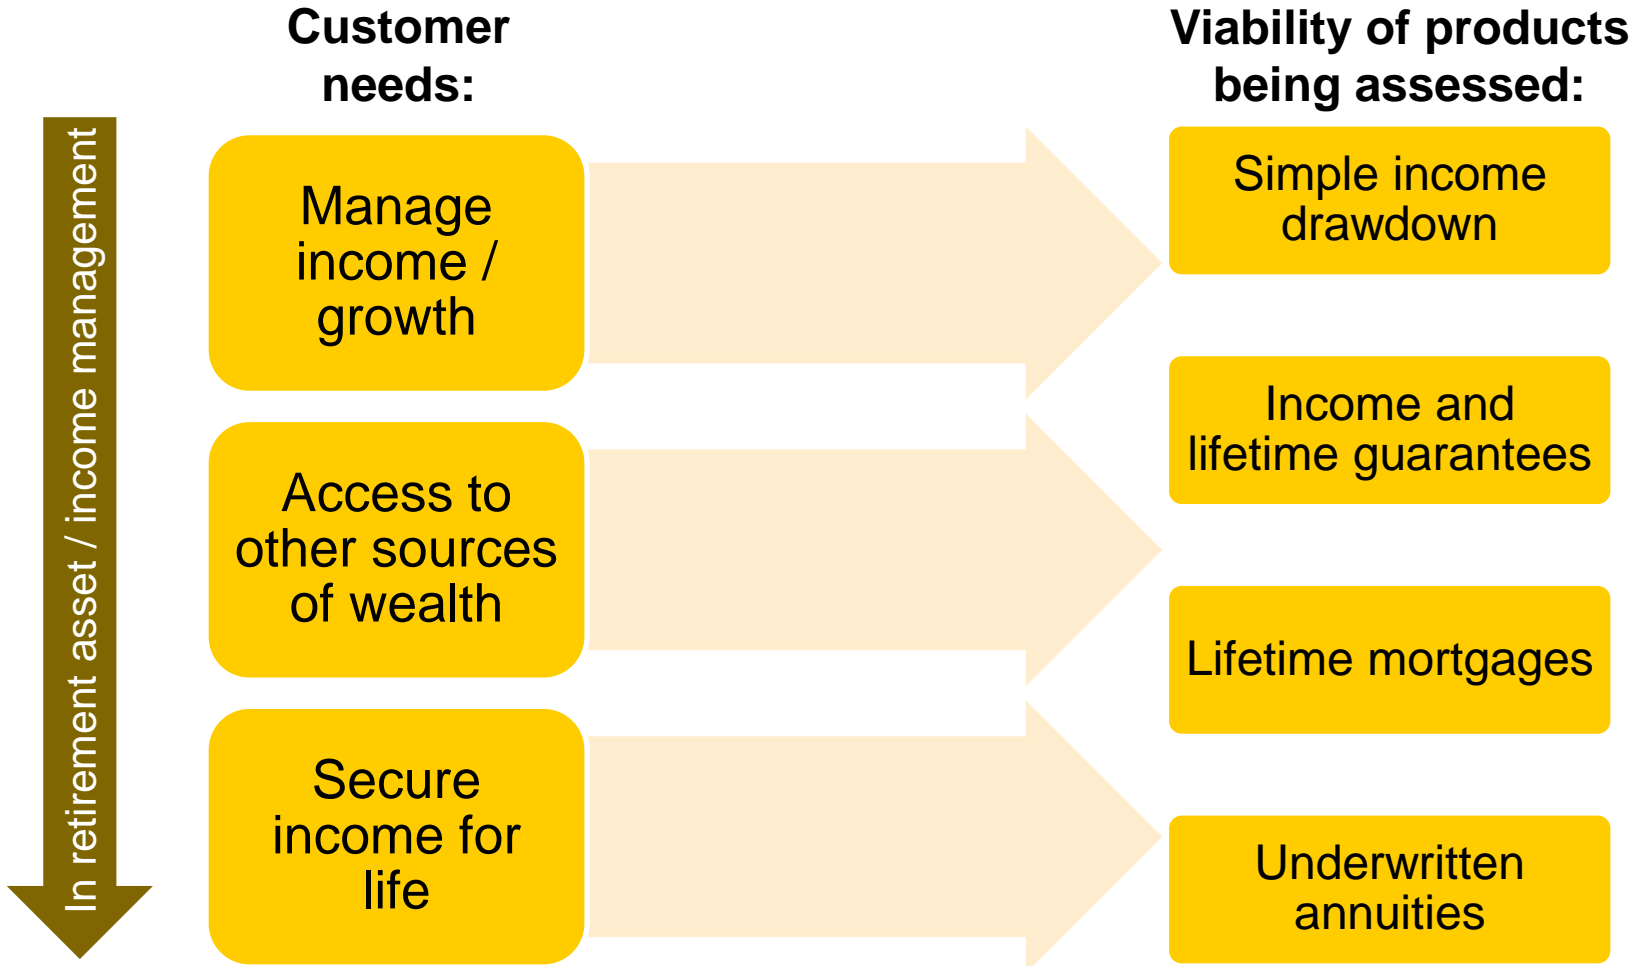 Customer
needs:
Viability of products
being assessed:
In retirement asset / income management
Manage
income /
growth
Access to
other sources
of wealth
Secure
income for
life
Simple income
drawdown
Income and
lifetime guarantees
Lifetime mortgages
Underwritten
annuities